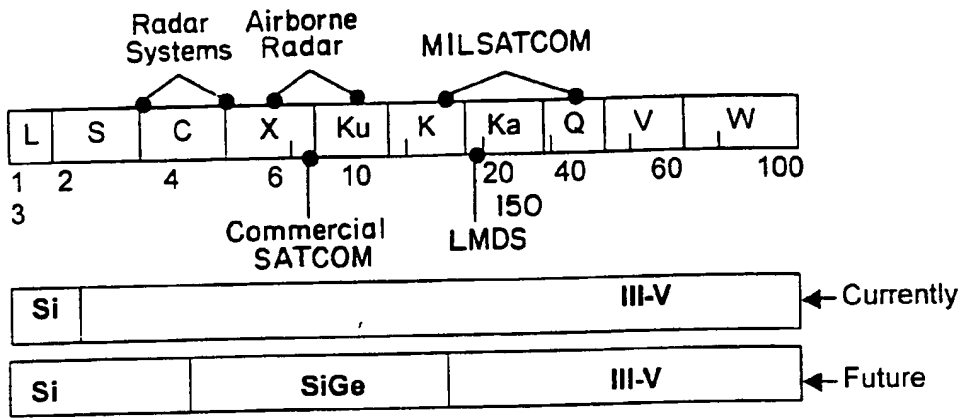 Radar Systems
Airborne Radar
MILSATCOM
L S C X Ku K Ka Q V W
1 2 4 6 10 20 40 60 100
3 150
Commercial SATCOM
LMDS
Si III-V Currently
Si SiGe III-V Future